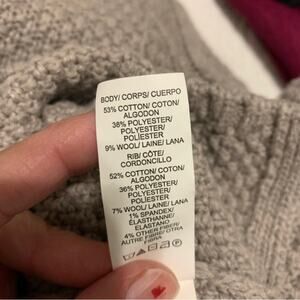 BODY/ CORPS/ CUERPO
53% COTTON/ COTON/
ALGODON
38% POLYESTER/
POLYESTER/
POLIESTER
9% WOOL/ LAINE/ LANA
RIB/ CÔTE/
CORDONCILLO
52% COTTON/ COTON/
ALGODON
36% POLYESTER/
POLYESTER/
POLIESTER
7% WOOL/ LAINE/ LANA
1% SPANDEX/
ELASTHANNE/
ELASTANO
4% OTHER FIBER/
AUTRE FIBRE/ OTRA
FIBRA